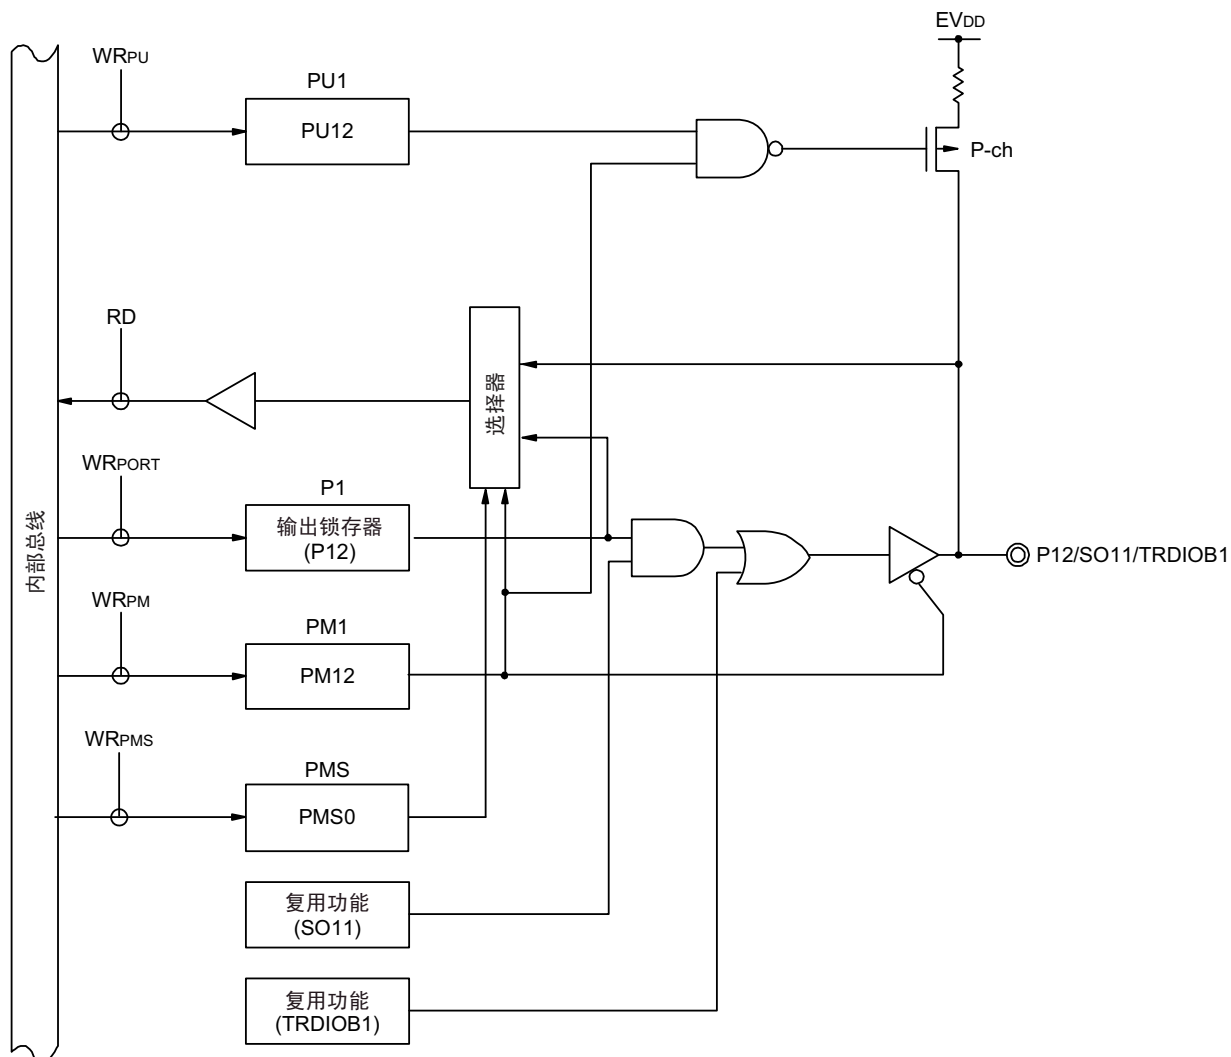 EVDD
WRPU
PU1
PU12
P-ch
RD
选择器
WRPORT
P1
输出锁存器
(P12)
内部总线
P12/SO11/TRDIOB1
WRPM
PM1
PM12
WRPMS
PMS
PMS0
复用功能
(SO11)
复用功能
(TRDIOB1)